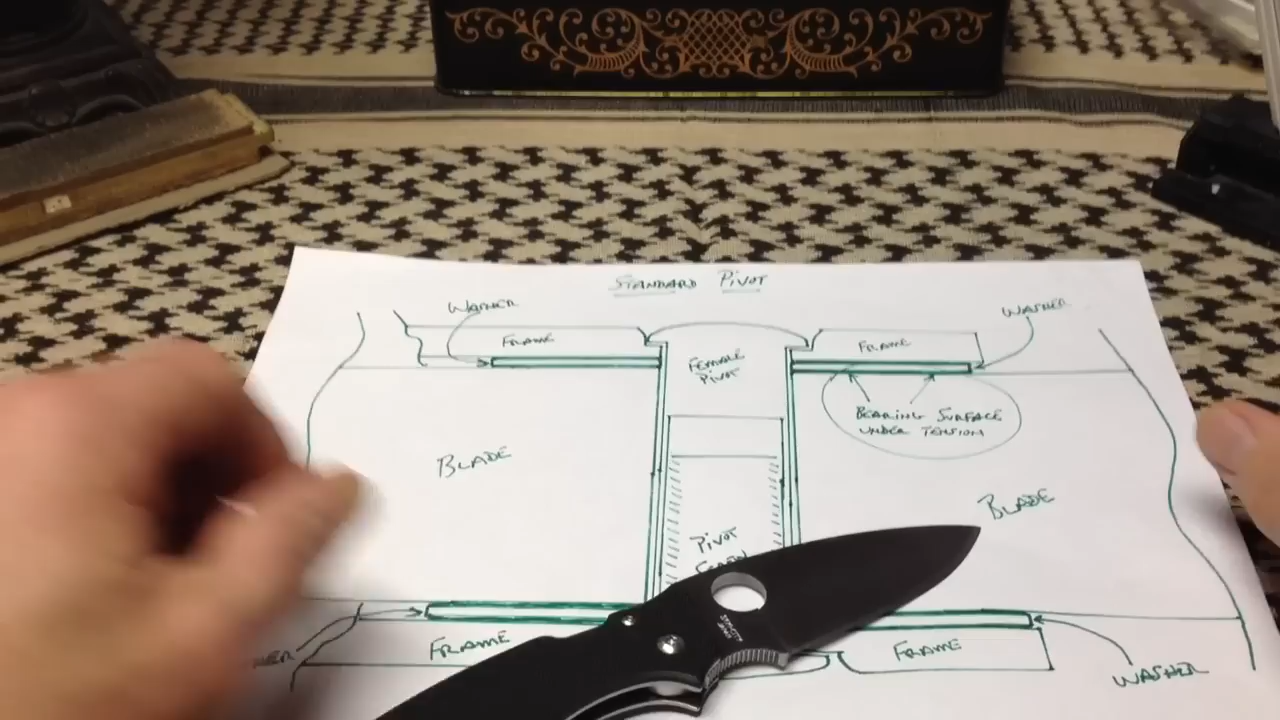 STANDARD PIVOT
WASHER
WASHER
FRAME
FRAME
FEMALE
PIVOT
BEARING SURFACE
UNDER TENSION
BLADE
BLADE
PIVOT
FRAME
FRAME
WASHER